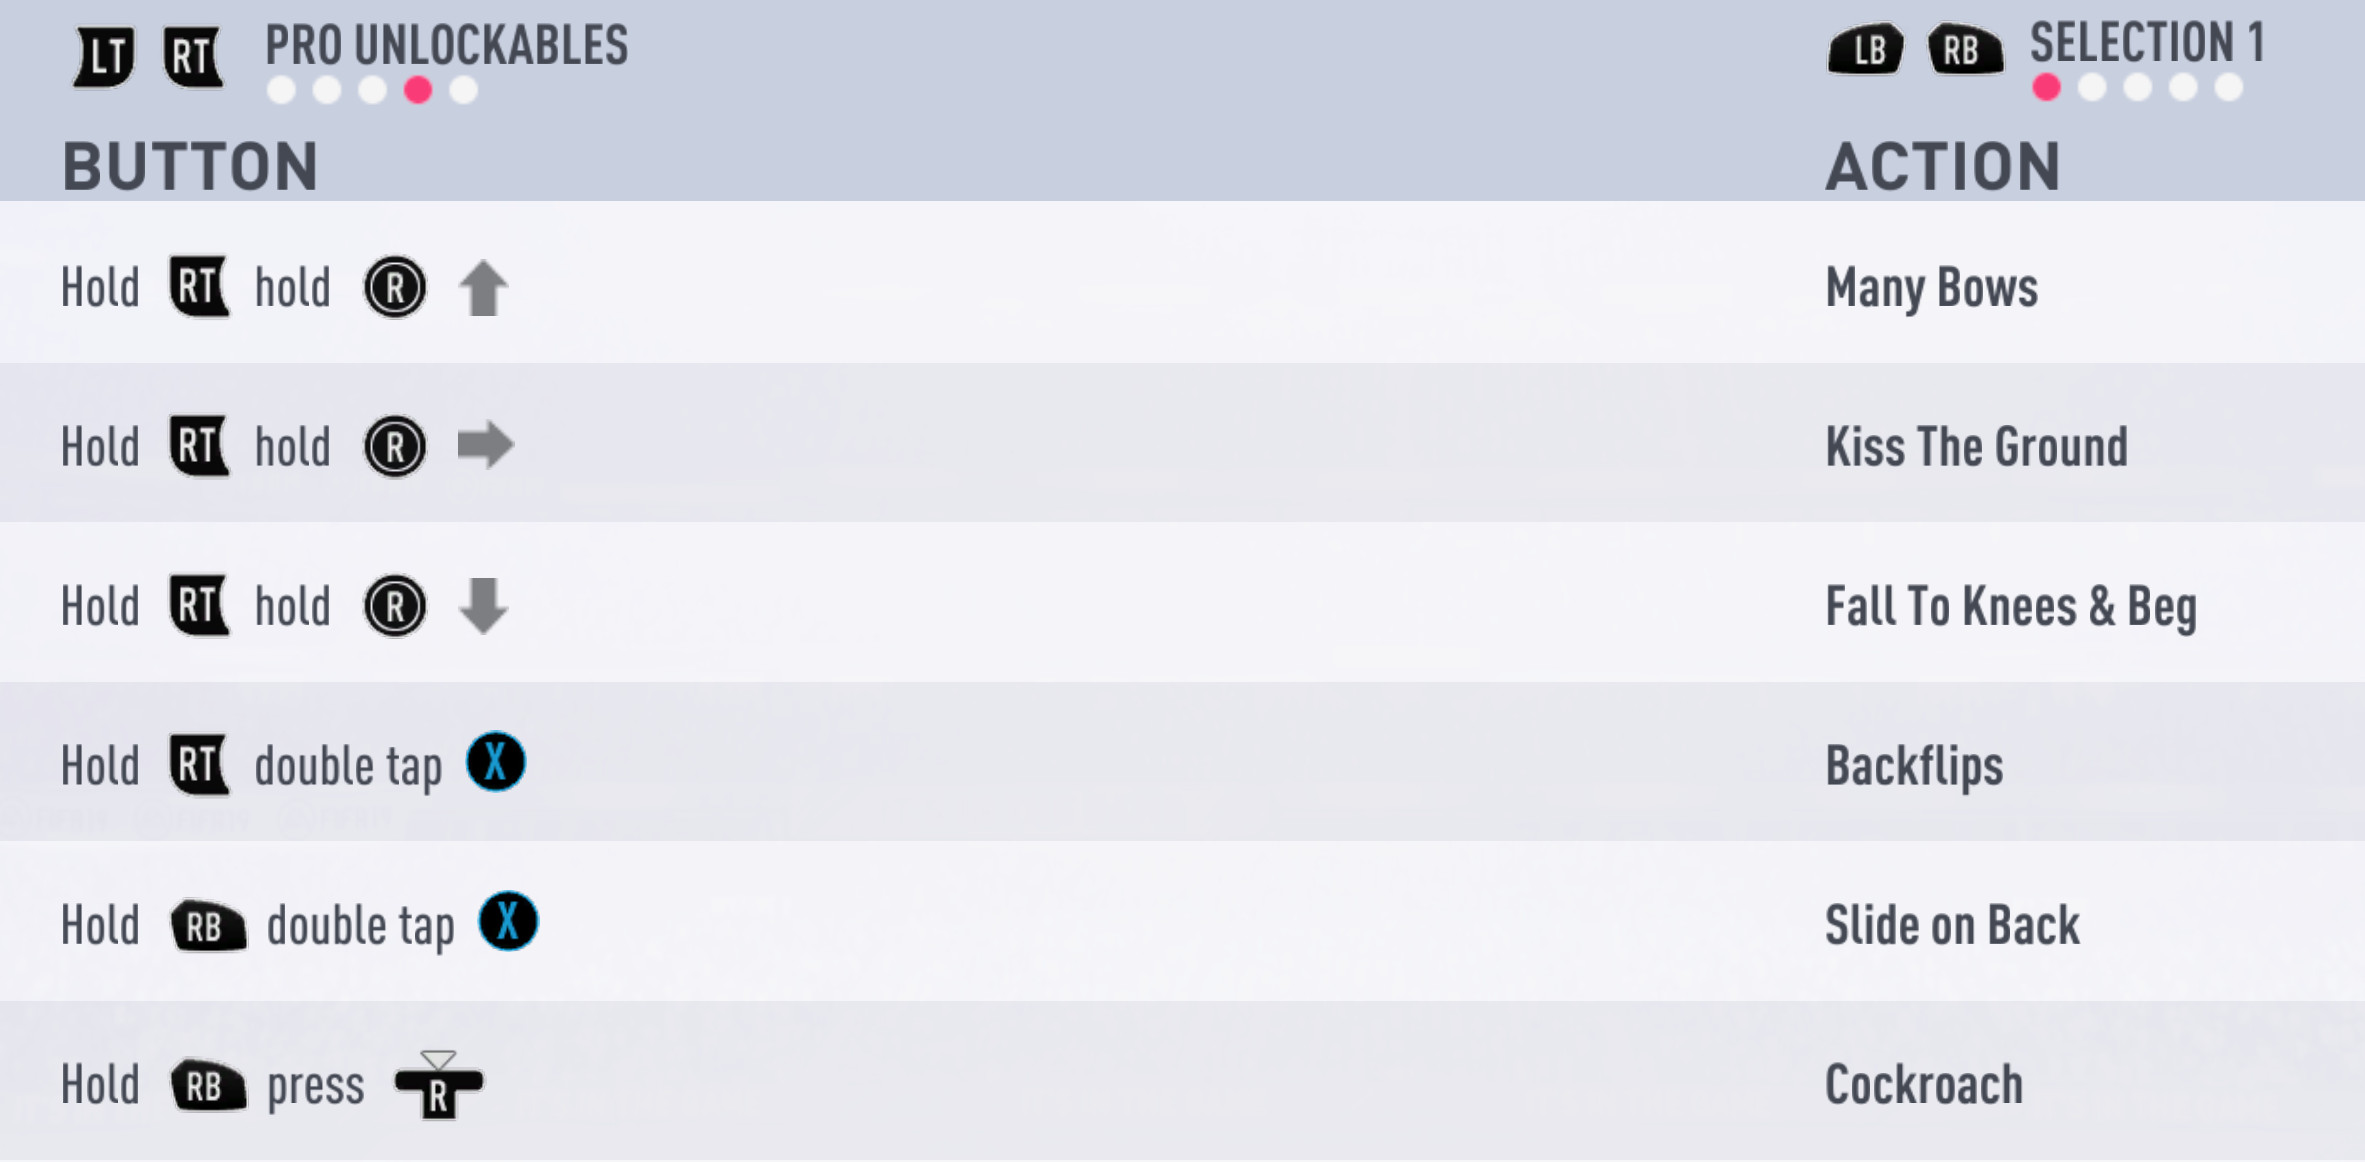 LT RT PRO UNLOCKABLES LB RB SELECTION 1
BUTTON ACTION
Hold RT hold R Many Bows
Hold RT hold R Kiss The Ground
Hold RT hold R Fall To Knees & Beg
Hold RT double tap X Backflips
Hold RB double tap X Slide on Back
Hold RB press R Cockroach